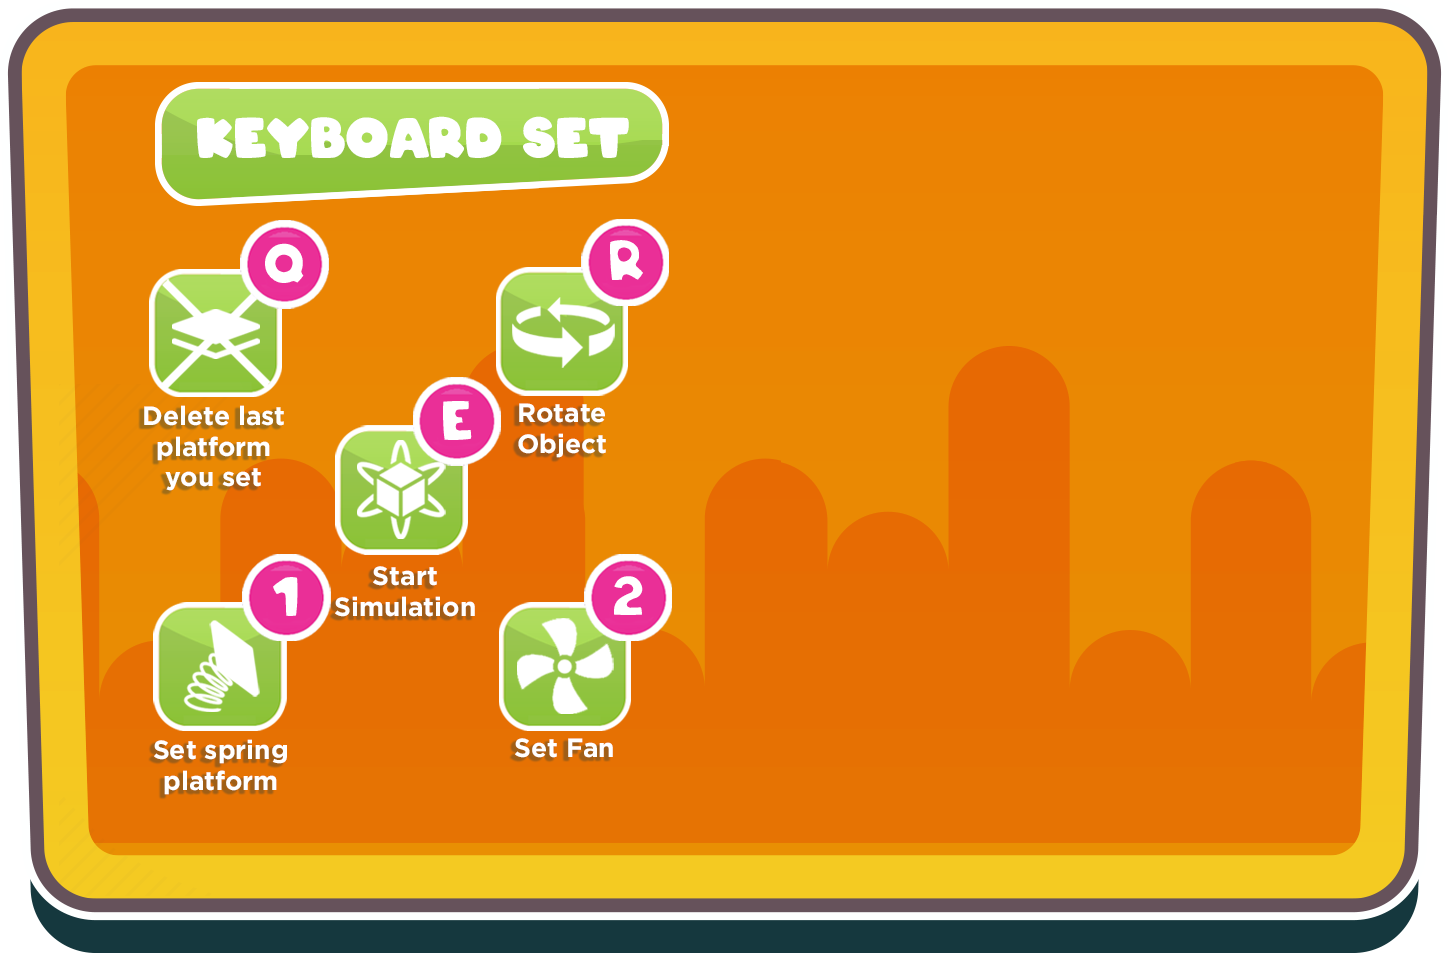 KEYBOARD SET
Q
R
Delete last
platform
you set
Rotate
Object
E
Start
Simulation
1
2
Set spring
platform
Set Fan